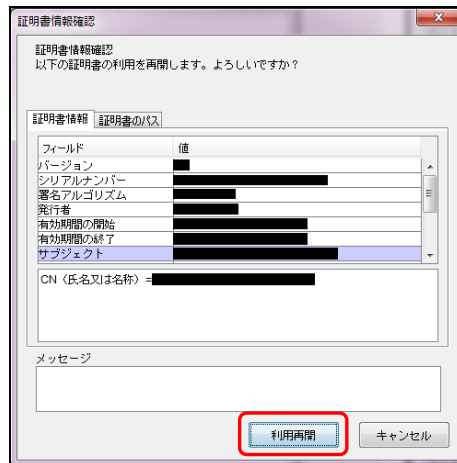 証明書情報確認
証明書情報確認
以下の証明書の利用を再開します。よろしいですか？
証明書情報 証明書のパス
フィールド 値
バージョン
シリアルナンバー
署名アルゴリズム
発行者
有効期間の開始
有効期間の終了
サブジェクト
CN（氏名又は名称）=
メッセージ
利用再開 キャンセル